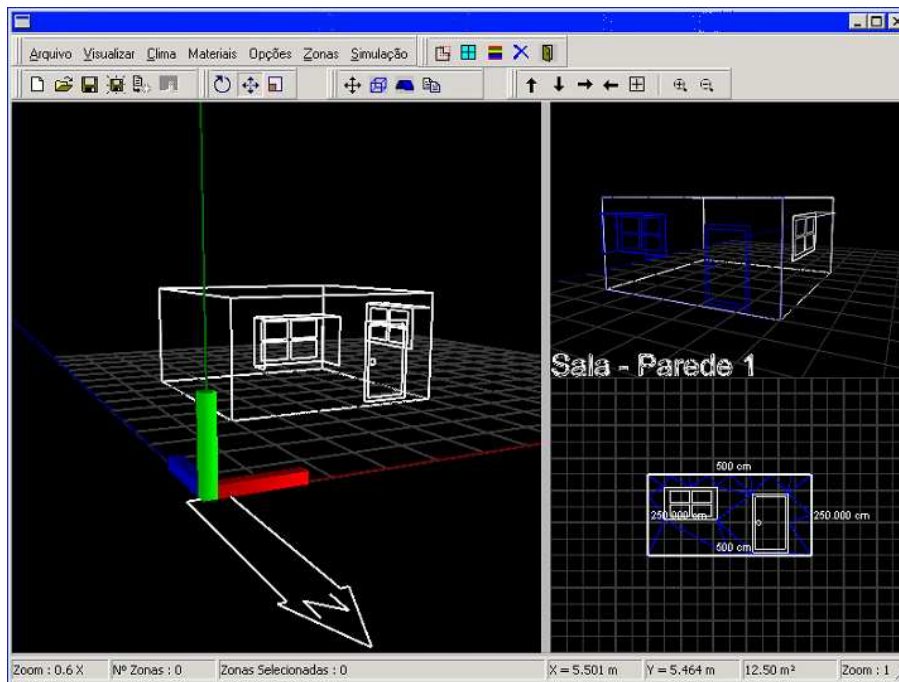 Arquivo Visualizar Clima Materiais Opções Zonas Simulação
Sala - Parede 1
500 cm
250.000 cm 250.000 cm
500 cm
N
Zoom : 0.6 X Nº Zonas : 0 Zonas Selecionadas : 0 X = 5.501 m Y = 5.464 m 12.50 m² Zoom : 1